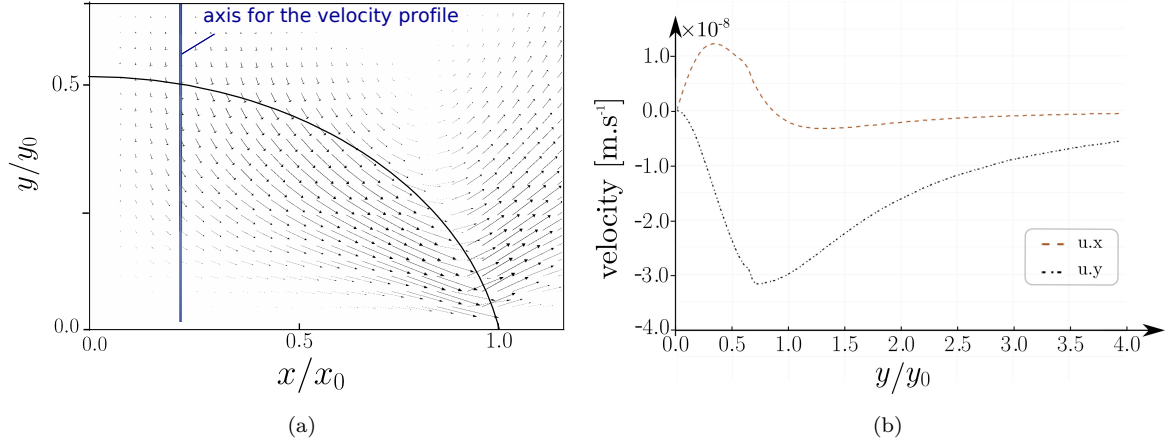 axis for the velocity profile
0.5
y/y₀
0.0
0.0
0.5
1.0
x/x₀
(a)
×10⁻⁸
1.0
0.0
-1.0
-2.0
-3.0
-4.0
velocity [m.s⁻¹]
u.x
u.y
0.0 0.5 1.0 1.5 2.0 2.5 3.0 3.5 4.0
y/y₀
(b)